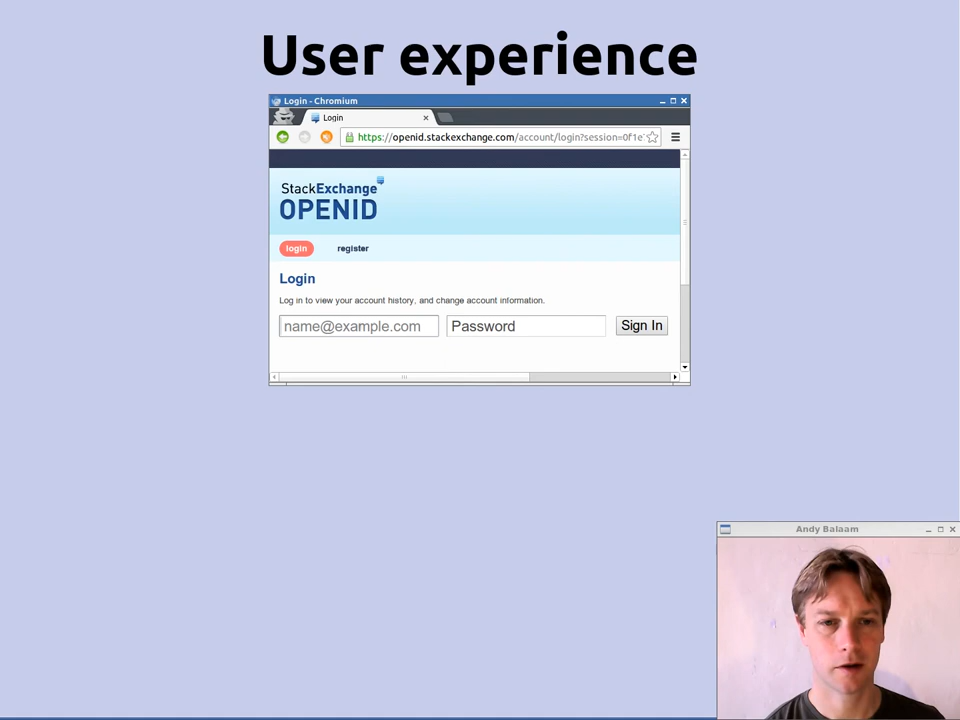 User experience
Login - Chromium
Login
https://openid.stackexchange.com/account/login?session=0f1e
StackExchange
OPENID
login register
Login
Log in to view your account history, and change account information.
name@example.com Password Sign In
Andy Balaam